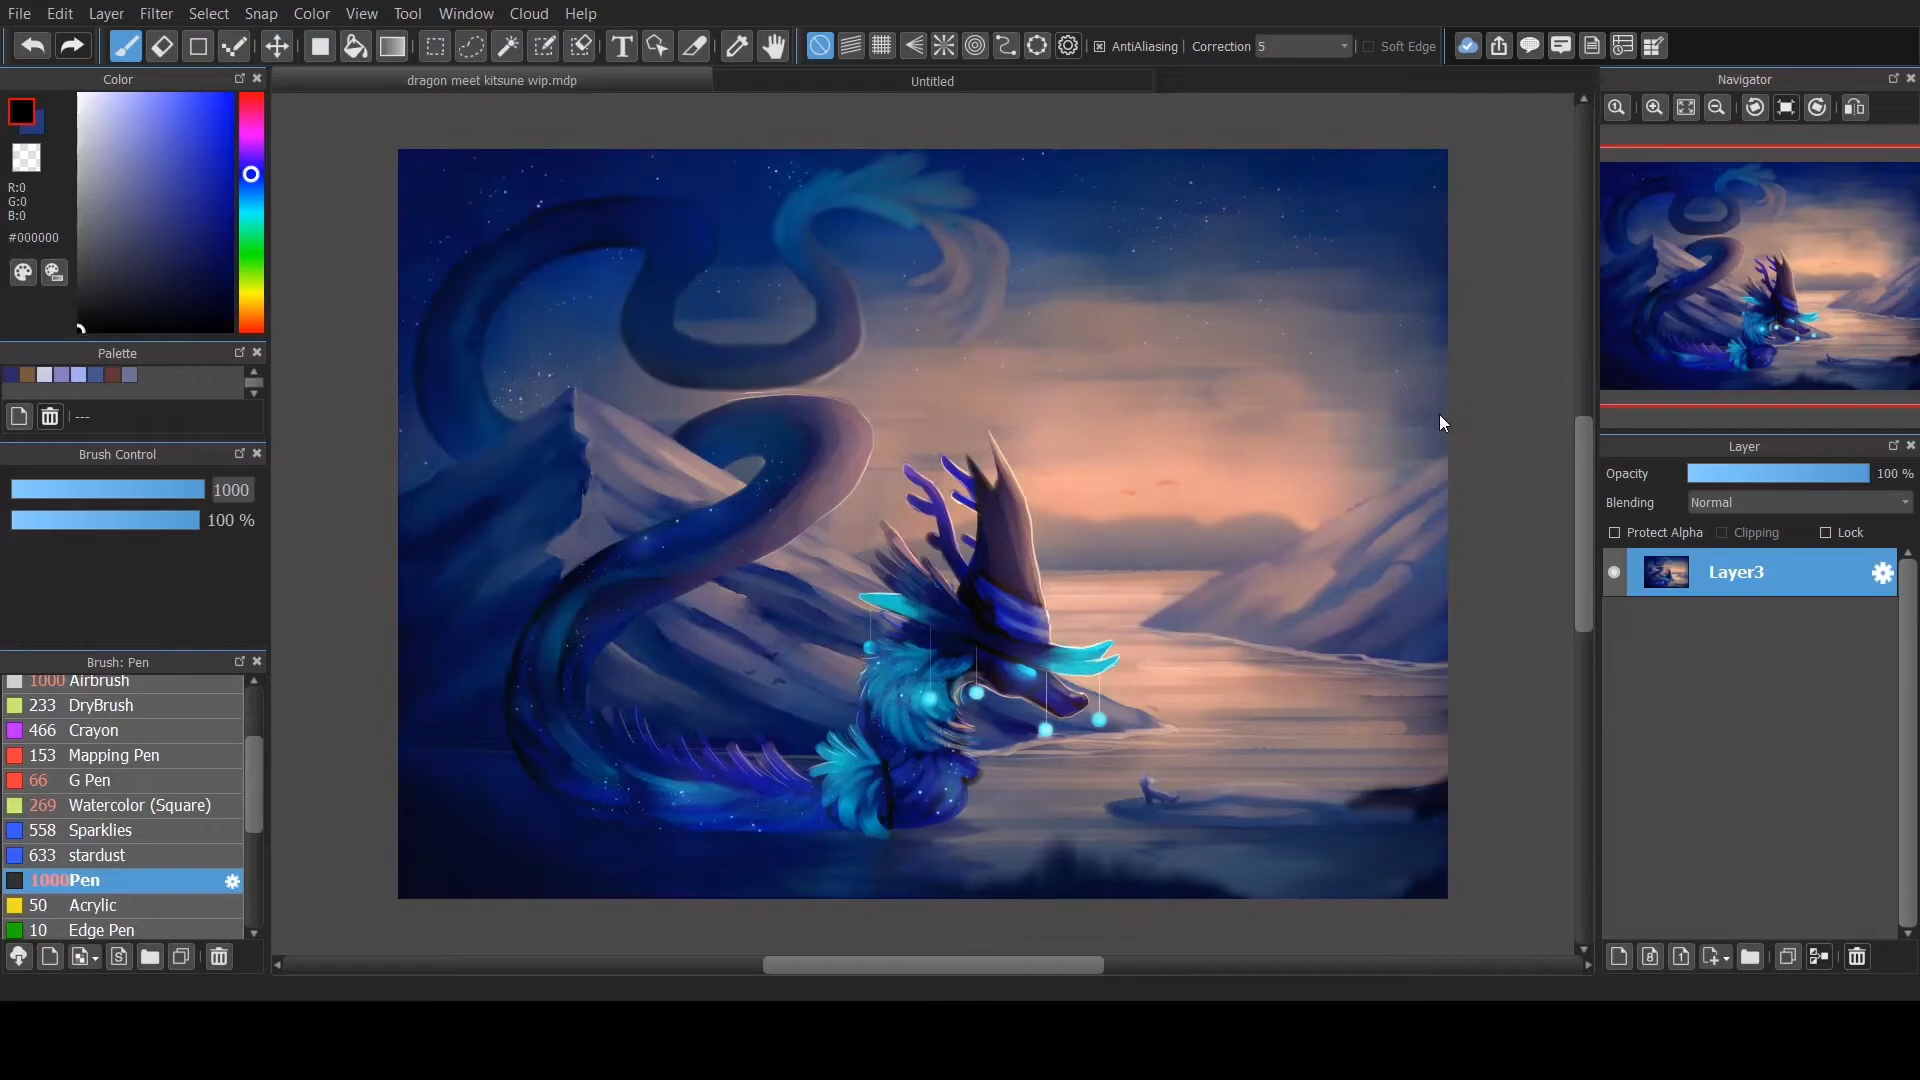 File Edit Layer Filter Select Snap Color View Tool Window Cloud Help
AntiAliasing Correction 5 Soft Edge
Color
dragon meet kitsune wip.mdp
Untitled
Navigator
R:0
G:0
B:0
#000000
Palette
---
Brush Control
1000
100 %
Layer
Opacity 100 %
Blending Normal
Protect Alpha Clipping Lock
Layer3
Brush: Pen
1000 Airbrush
233 DryBrush
466 Crayon
153 Mapping Pen
66 G Pen
269 Watercolor (Square)
558 Sparklies
633 stardust
1000 Pen
50 Acrylic
10 Edge Pen